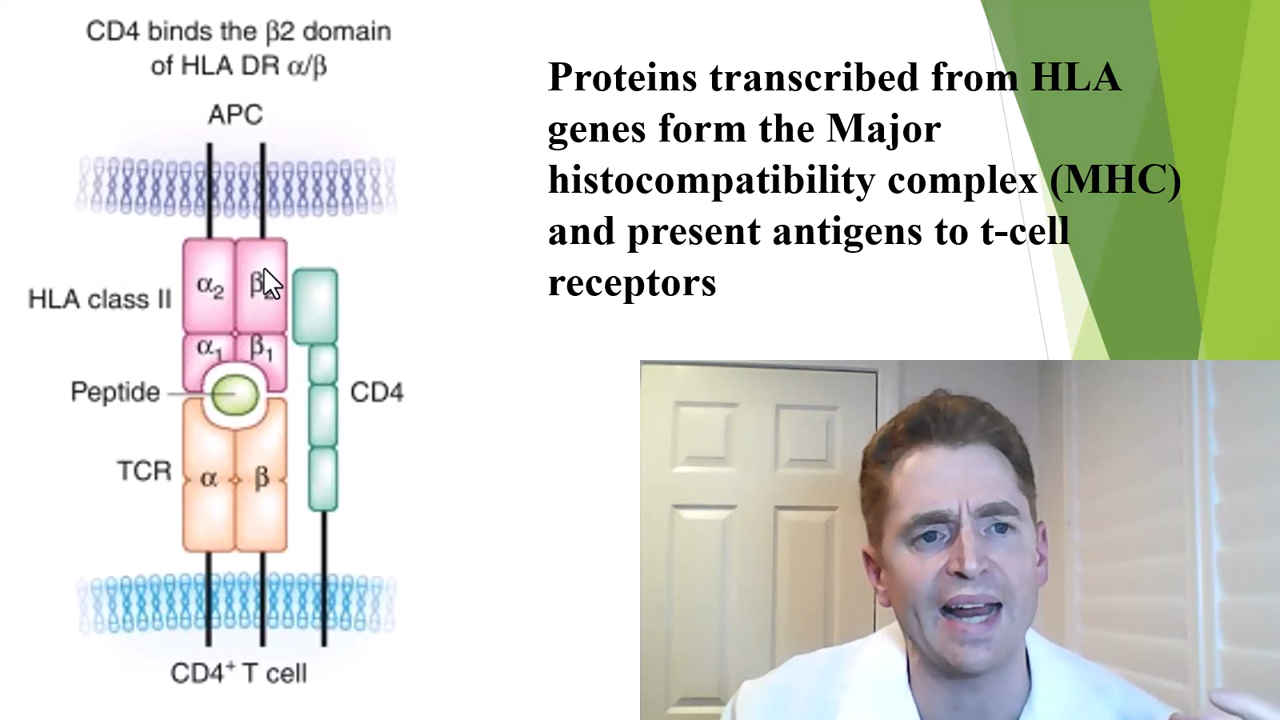 CD4 binds the β2 domain
of HLA DR α/β
APC
α2
β
HLA class II
α1
β1
Peptide
CD4
TCR
α
β
CD4+ T cell
Proteins transcribed from HLA
genes form the Major
histocompatibility complex (MHC)
and present antigens to t-cell
receptors